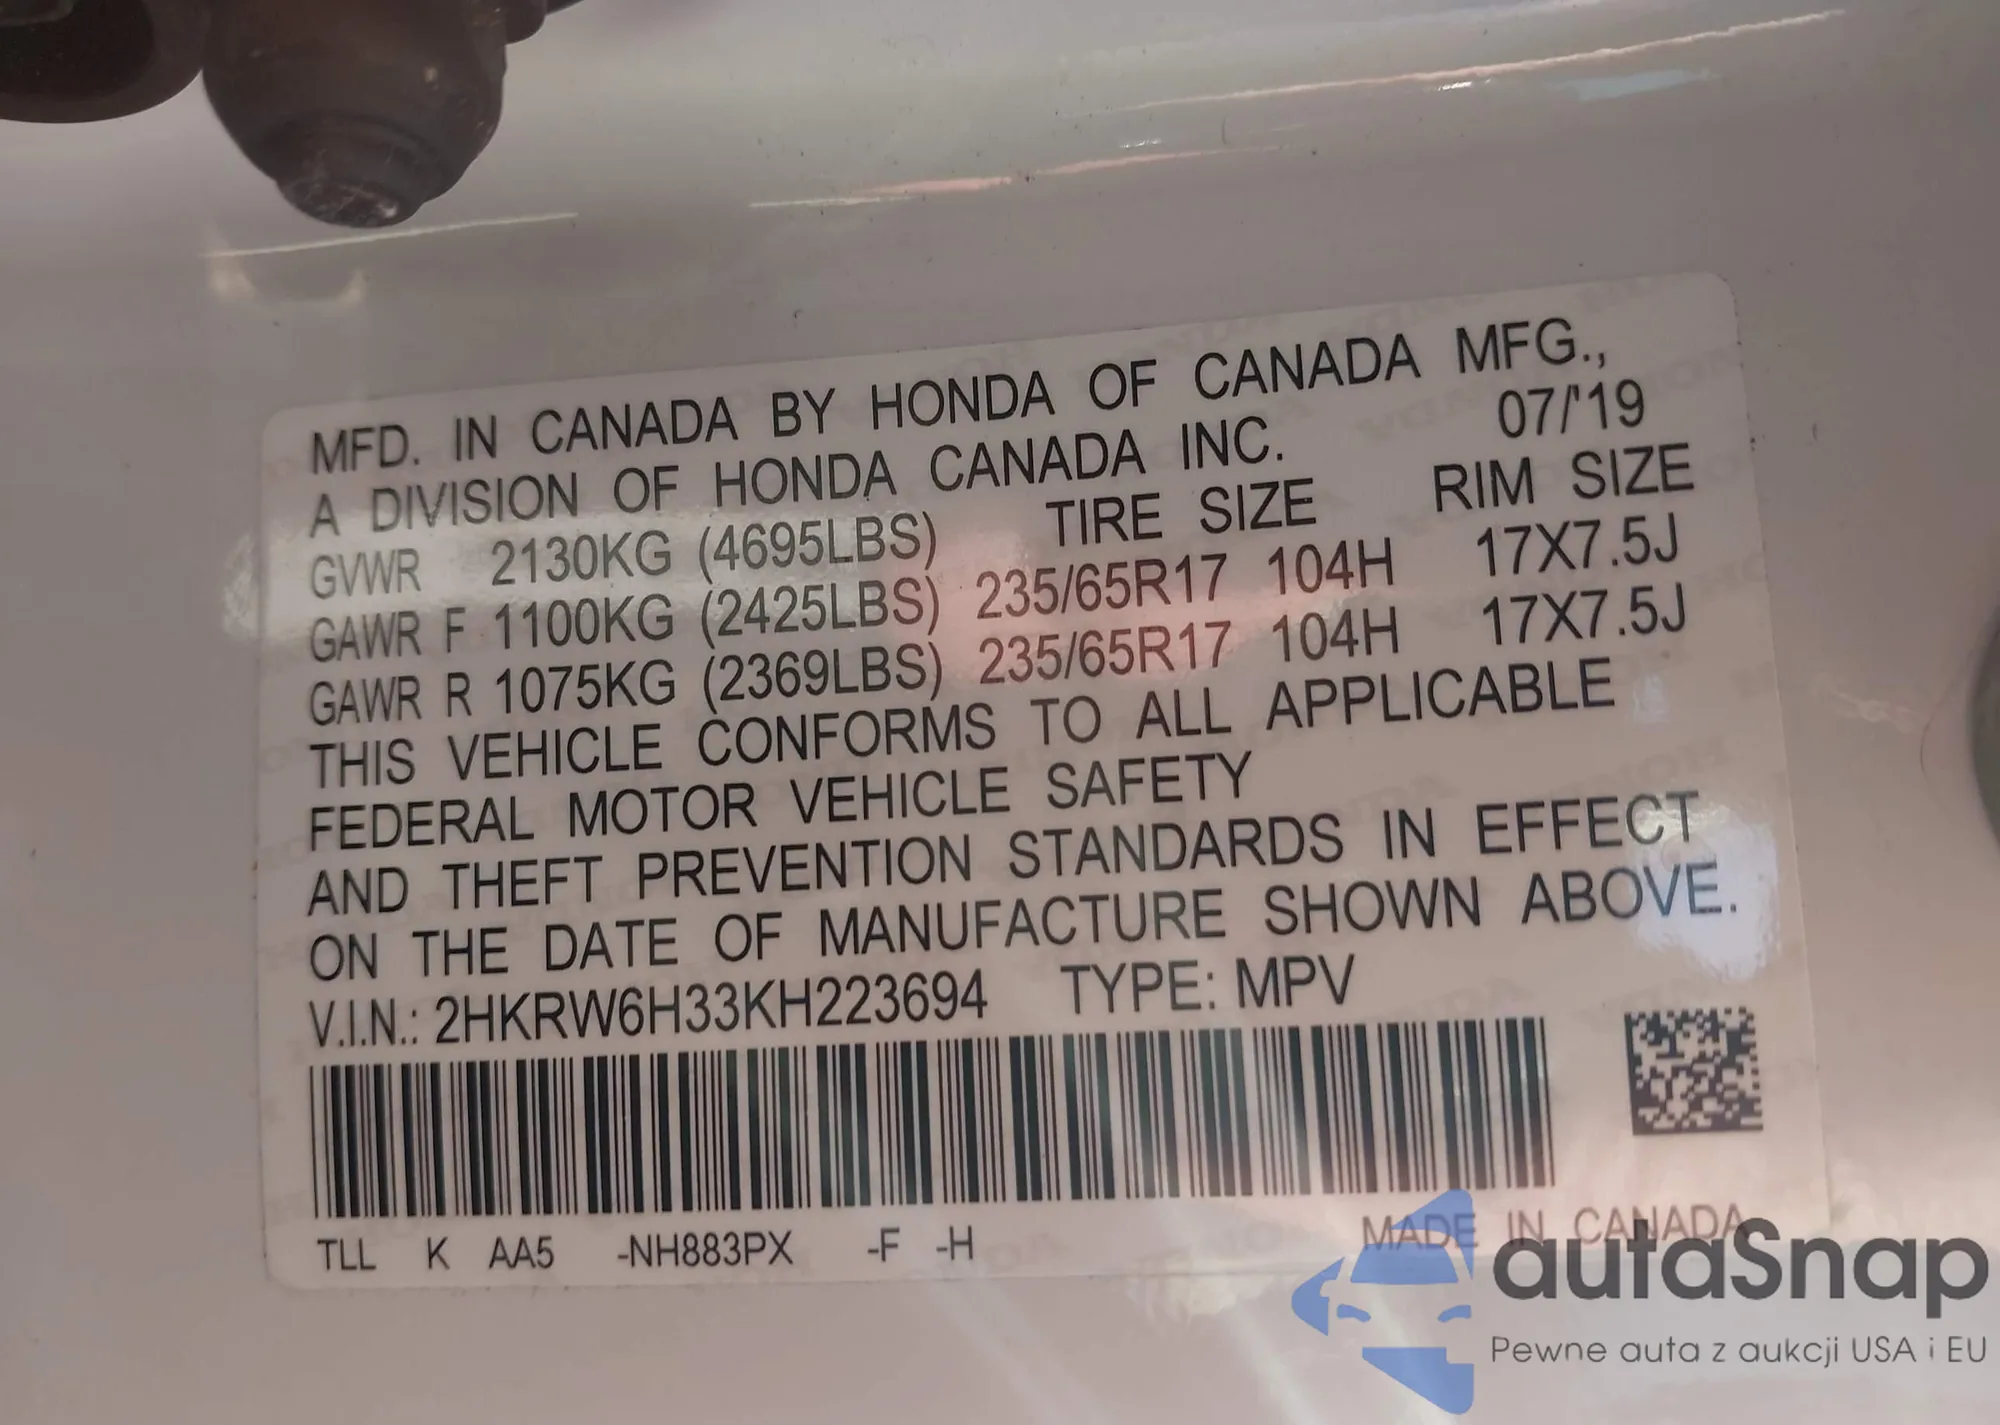 MFD. IN CANADA BY HONDA OF CANADA MFG.,
A DIVISION OF HONDA CANADA INC. 07/'19
GVWR 2130KG (4695LBS) TIRE SIZE RIM SIZE
GAWR F 1100KG (2425LBS) 235/65R17 104H 17X7.5J
GAWR R 1075KG (2369LBS) 235/65R17 104H 17X7.5J
THIS VEHICLE CONFORMS TO ALL APPLICABLE
FEDERAL MOTOR VEHICLE SAFETY
AND THEFT PREVENTION STANDARDS IN EFFECT
ON THE DATE OF MANUFACTURE SHOWN ABOVE.
V.I.N.: 2HKRW6H33KH223694 TYPE: MPV
TLL K AA5 -NH883PX -F -H
MADE IN CANADA
autaSnap
Pewne auta z aukcji USA i EU